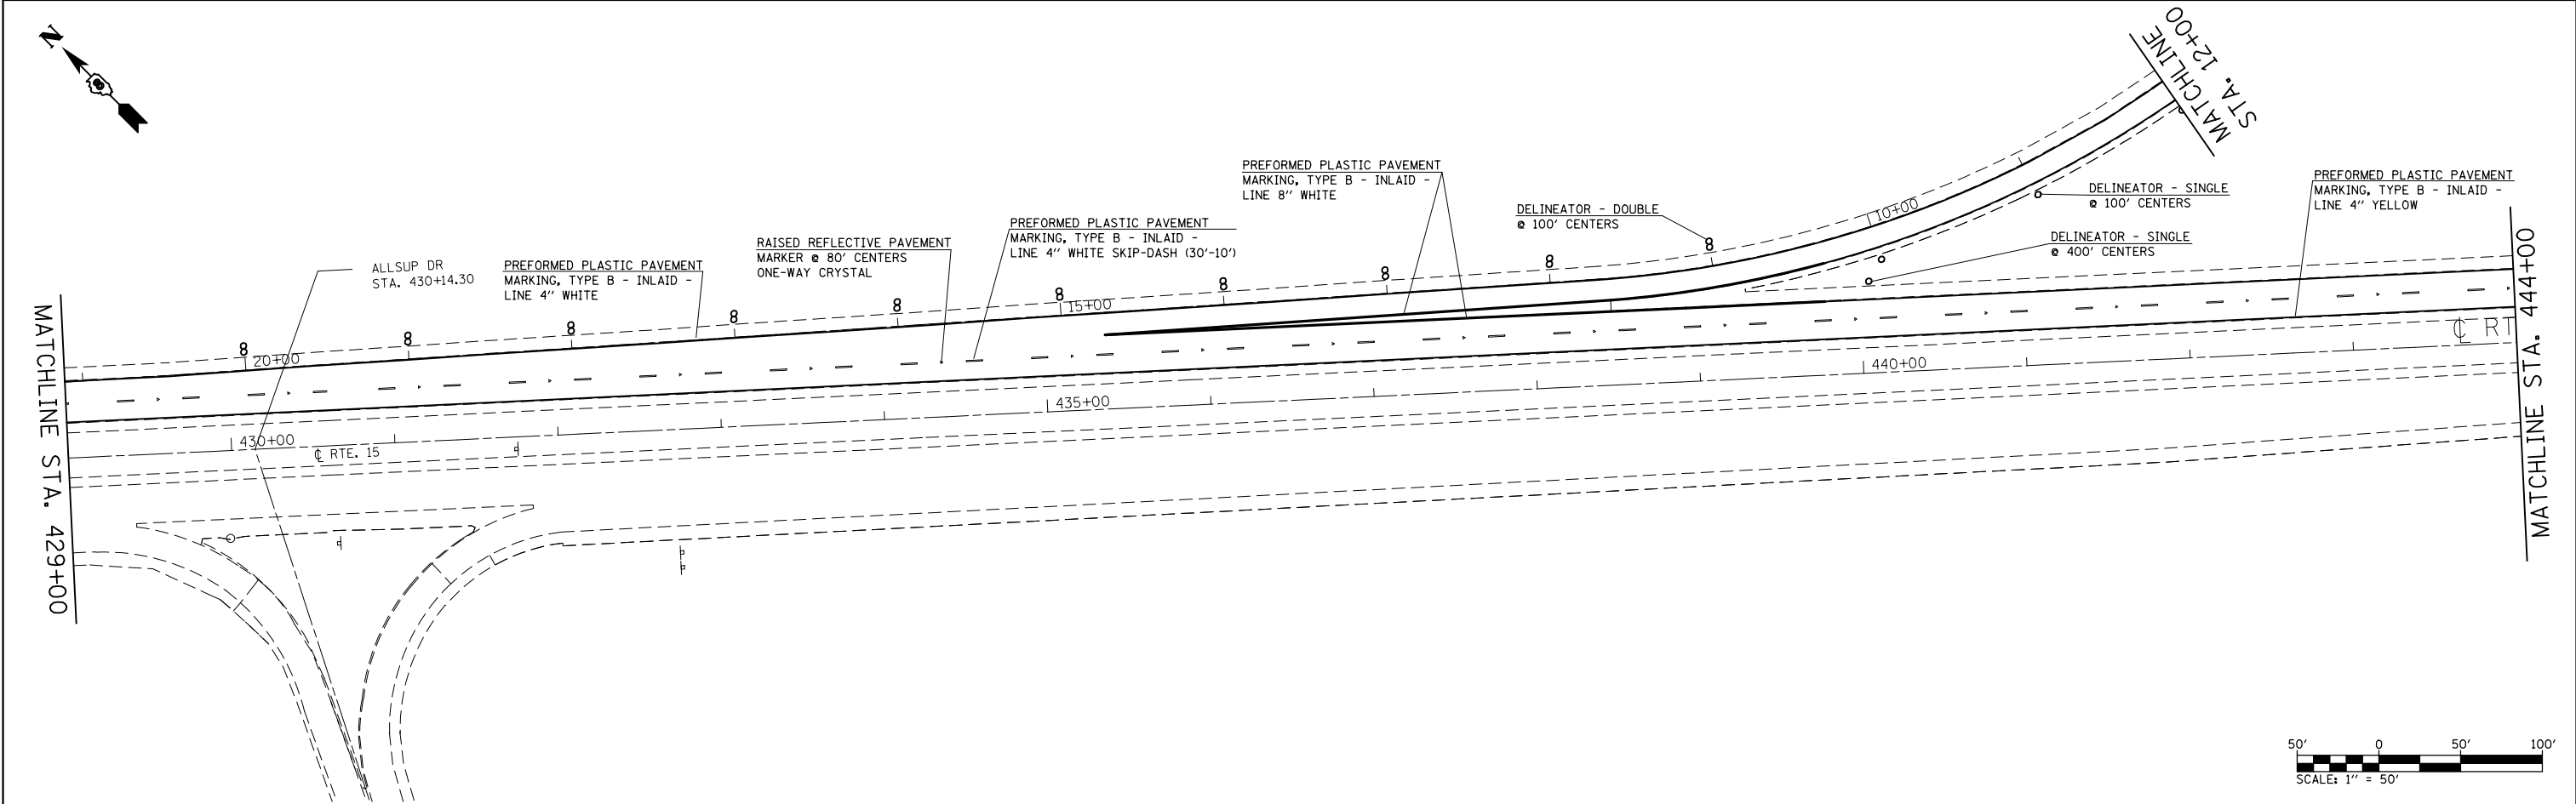 N
MATCHLINE
STA. 12+00
PREFORMED PLASTIC PAVEMENT
MARKING, TYPE B - INLAID -
LINE 8" WHITE
PREFORMED PLASTIC PAVEMENT
MARKING, TYPE B - INLAID -
LINE 4" YELLOW
DELINEATOR - SINGLE
@ 100' CENTERS
DELINEATOR - DOUBLE
@ 100' CENTERS
10+00
PREFORMED PLASTIC PAVEMENT
MARKING, TYPE B - INLAID -
LINE 4" WHITE SKIP-DASH (30'-10')
DELINEATOR - SINGLE
@ 400' CENTERS
RAISED REFLECTIVE PAVEMENT
MARKER @ 80' CENTERS
ONE-WAY CRYSTAL
ALLSUP DR
STA. 430+14.30
PREFORMED PLASTIC PAVEMENT
MARKING, TYPE B - INLAID -
LINE 4" WHITE
15+00
20+00
MATCHLINE STA. 429+00
MATCHLINE STA. 444+00
℄ RT
440+00
435+00
430+00
℄ RTE. 15
50' 0 50' 100'
SCALE: 1" = 50'